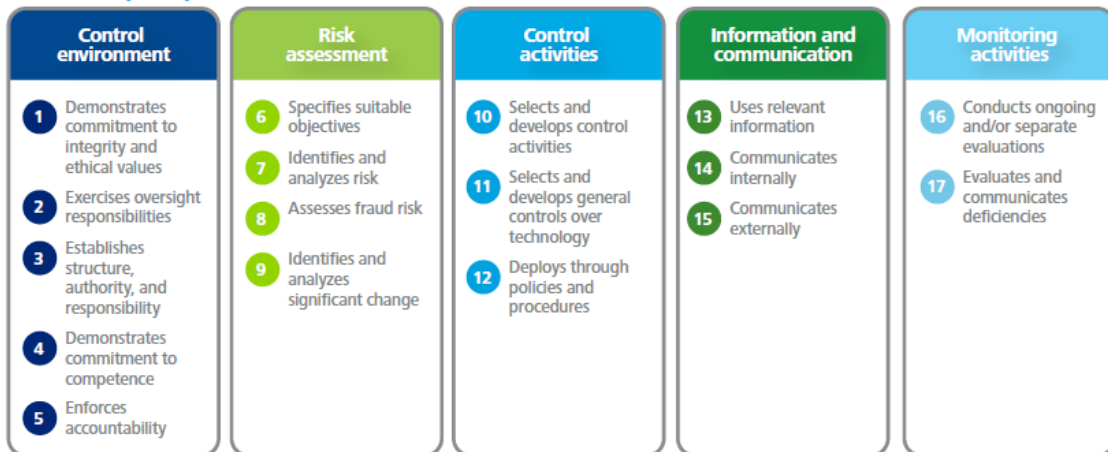 Control
environment
1 Demonstrates
commitment to
integrity and
ethical values
2 Exercises oversight
responsibilities
3 Establishes
structure,
authority, and
responsibility
4 Demonstrates
commitment to
competence
5 Enforces
accountability
Risk
assessment
6 Specifies suitable
objectives
7 Identifies and
analyzes risk
8 Assesses fraud risk
9 Identifies and
analyzes
significant change
Control
activities
10 Selects and
develops control
activities
11 Selects and
develops general
controls over
technology
12 Deploys through
policies and
procedures
Information and
communication
13 Uses relevant
information
14 Communicates
internally
15 Communicates
externally
Monitoring
activities
16 Conducts ongoing
and/or separate
evaluations
17 Evaluates and
communicates
deficiencies